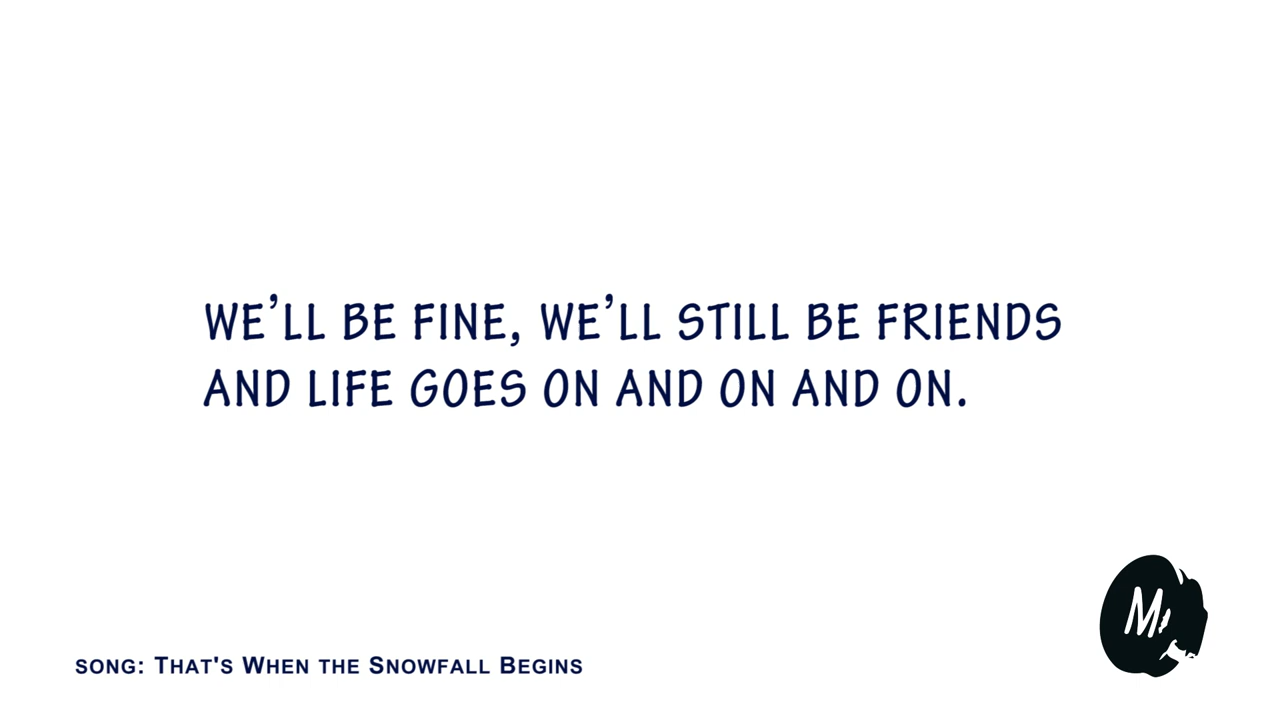 WE’LL BE FINE, WE’LL STILL BE FRIENDS
AND LIFE GOES ON AND ON AND ON.
M
SONG: THAT'S WHEN THE SNOWFALL BEGINS